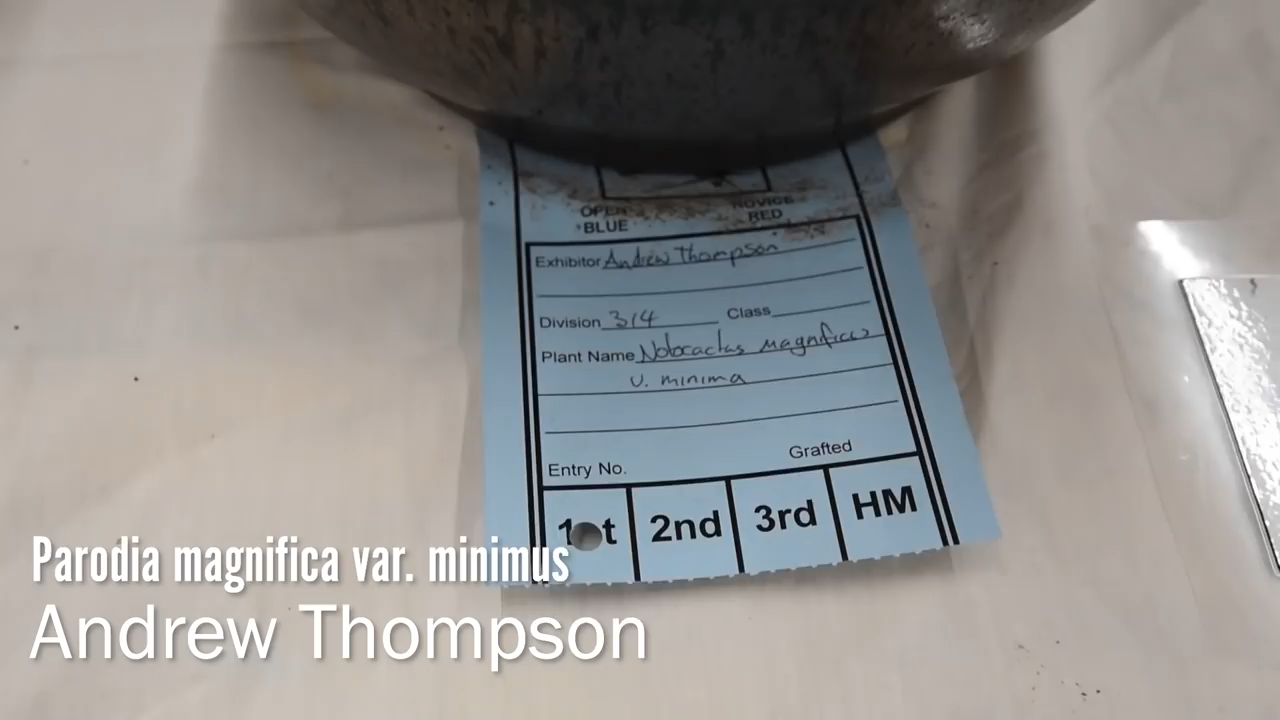 OPEN NOVICE
BLUE RED
Exhibitor Andrew Thompson
Division 314 Class
Plant Name Notocactus magnificus
v. minima
Grafted
Entry No.
1st 2nd 3rd HM
Parodia magnifica var. minimus
Andrew Thompson